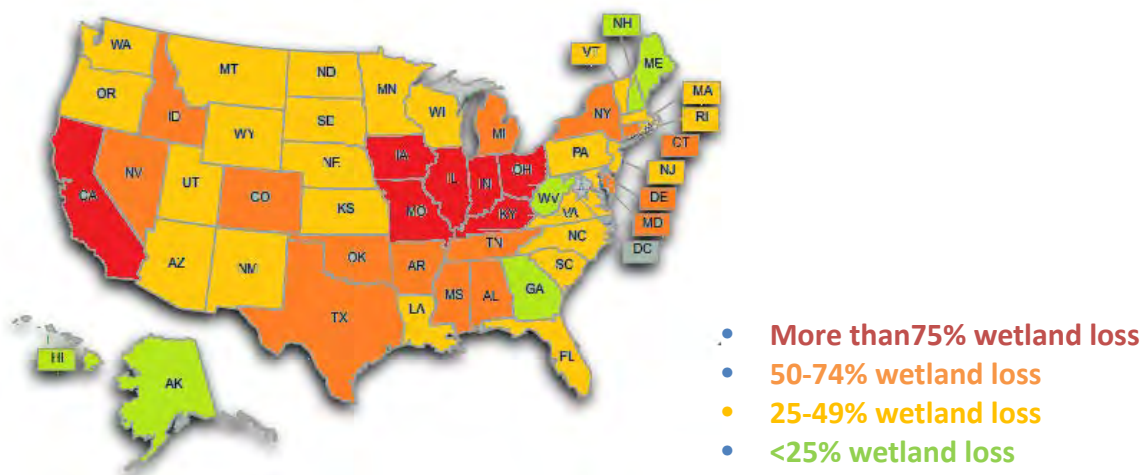 NH
WA
VT
ME
MT
ND
MN
OR
MA
ID
SD
WI
NY
RI
WY
MI
CT
PA
NE
IA
NJ
NV
OH
UT
IL
IN
CA
CO
WV
DE
KS
MO
VA
KY
MD
NC
TN
DC
OK
AZ
NM
AR
SC
MS
AL
GA
TX
LA
FL
HI
AK
• More than75% wetland loss
• 50-74% wetland loss
• 25-49% wetland loss
• <25% wetland loss